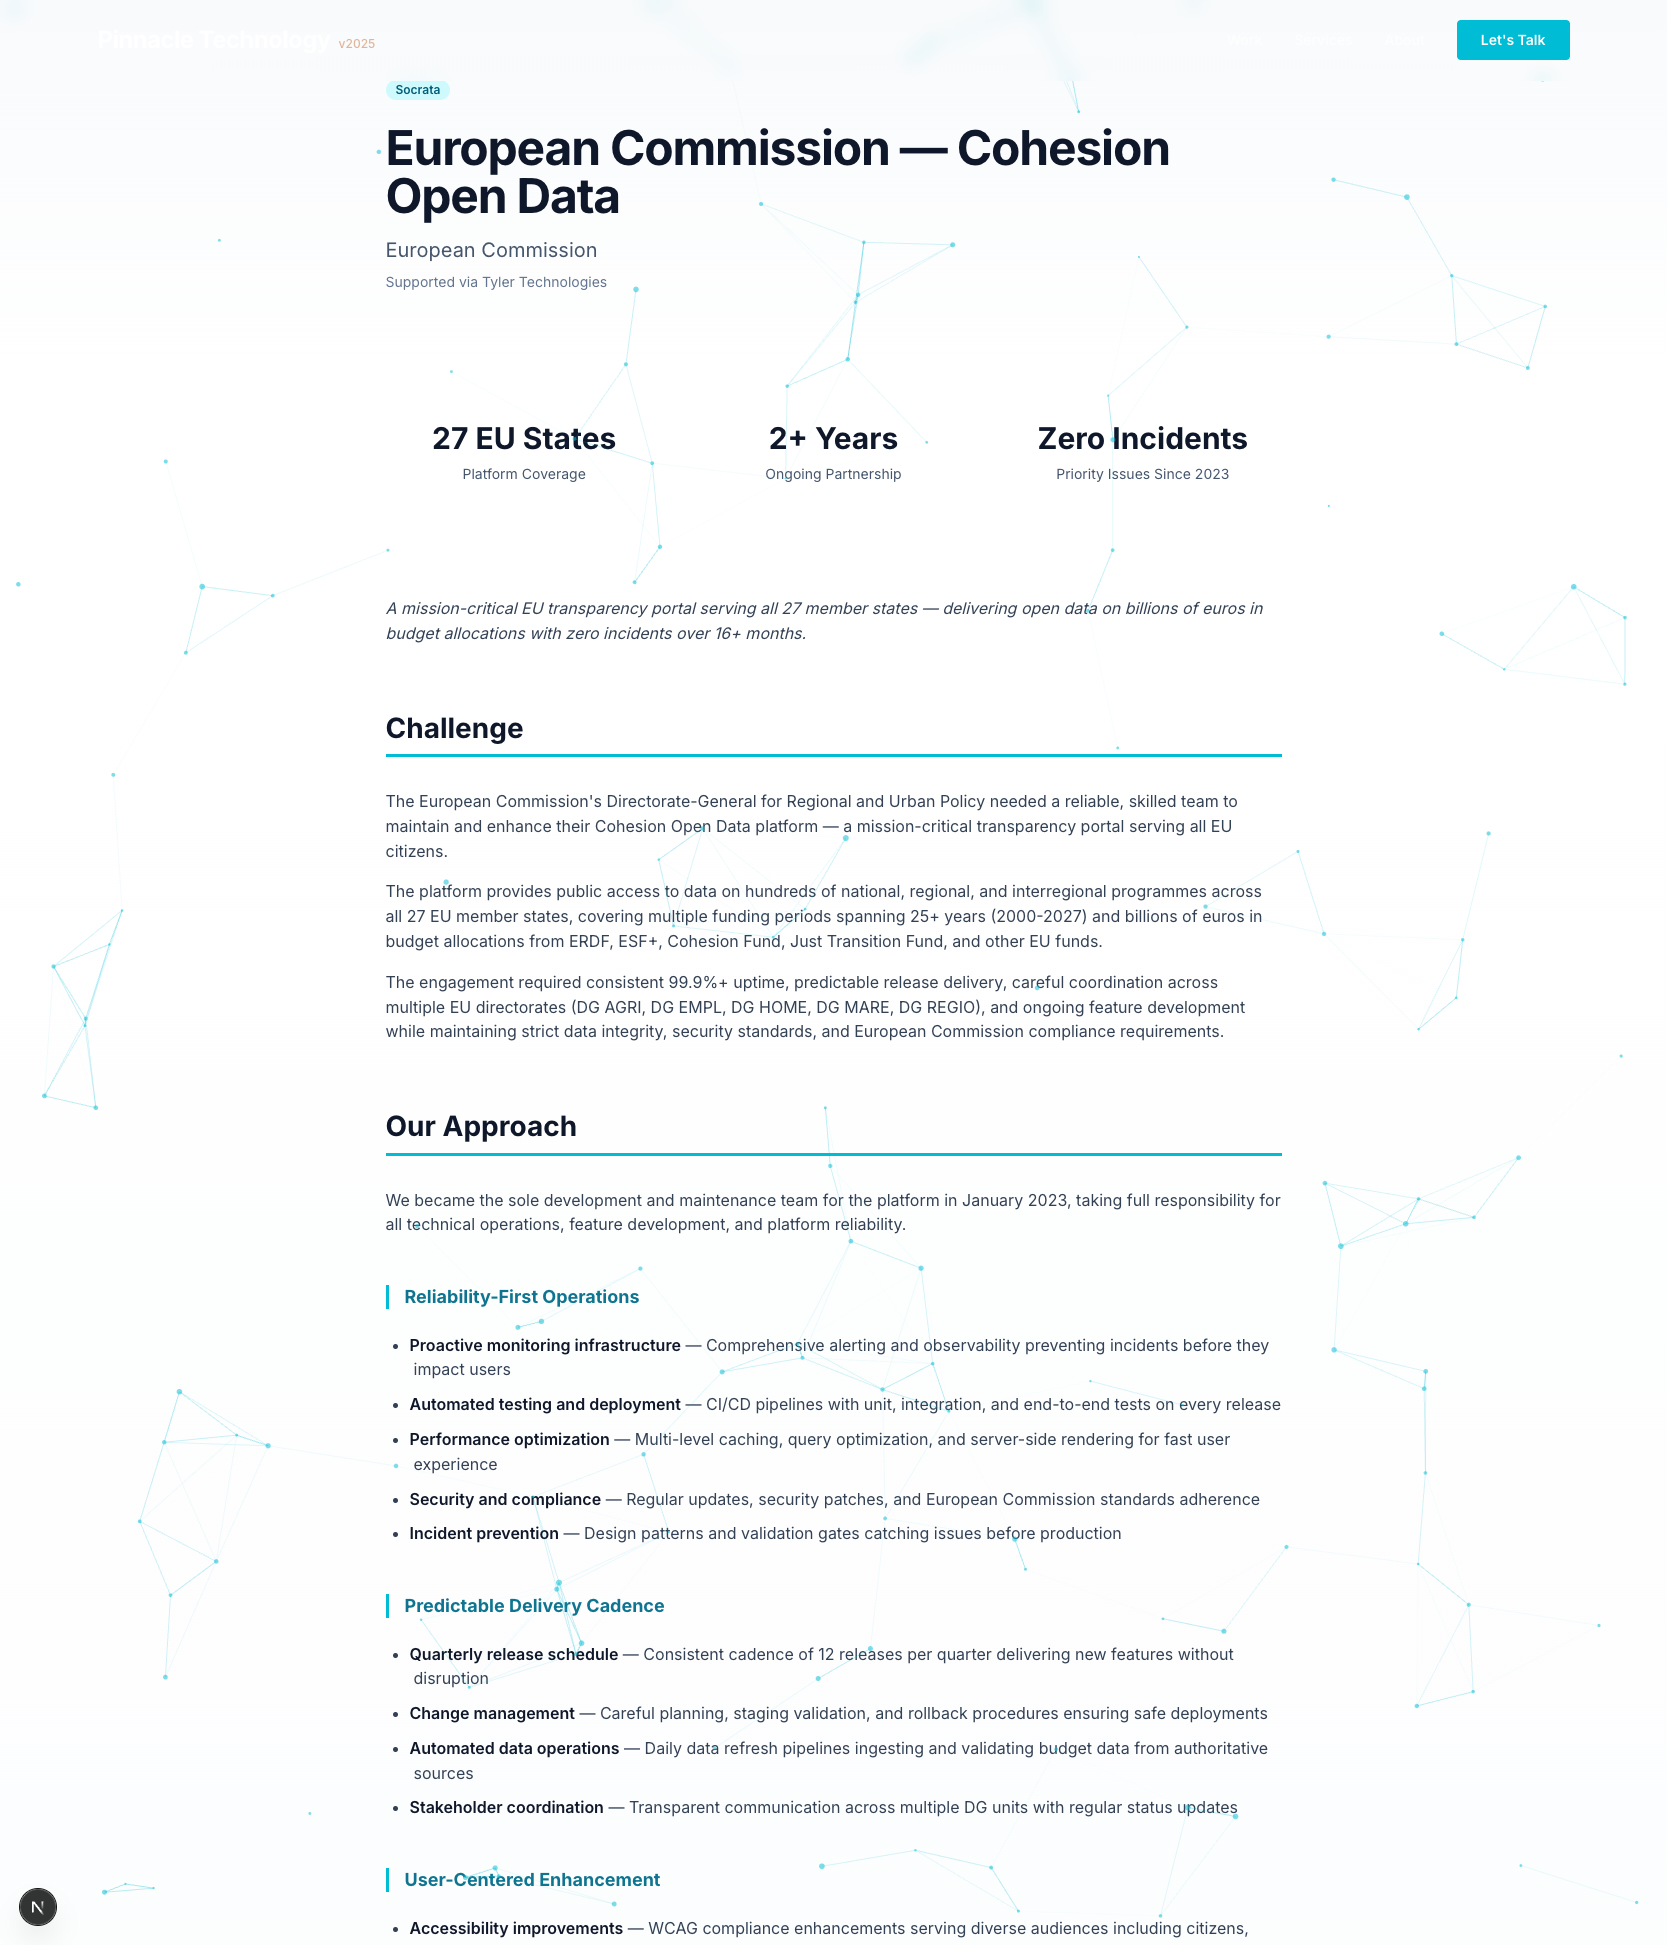 Pinnacle Technology v2025
Let's Talk
Socrata
European Commission — Cohesion
Open Data
European Commission
Supported via Tyler Technologies
27 EU States
2+ Years
Zero Incidents
Platform Coverage
Ongoing Partnership
Priority Issues Since 2023
A mission-critical EU transparency portal serving all 27 member states — delivering open data on billions of euros in
budget allocations with zero incidents over 16+ months.
Challenge
The European Commission's Directorate-General for Regional and Urban Policy needed a reliable, skilled team to
maintain and enhance their Cohesion Open Data platform — a mission-critical transparency portal serving all EU
citizens.
The platform provides public access to data on hundreds of national, regional, and interregional programmes across
all 27 EU member states, covering multiple funding periods spanning 25+ years (2000-2027) and billions of euros in
budget allocations from ERDF, ESF+, Cohesion Fund, Just Transition Fund, and other EU funds.
The engagement required consistent 99.9%+ uptime, predictable release delivery, careful coordination across
multiple EU directorates (DG AGRI, DG EMPL, DG HOME, DG MARE, DG REGIO), and ongoing feature development
while maintaining strict data integrity, security standards, and European Commission compliance requirements.
Our Approach
We became the sole development and maintenance team for the platform in January 2023, taking full responsibility for
all technical operations, feature development, and platform reliability.
Reliability-First Operations
• Proactive monitoring infrastructure — Comprehensive alerting and observability preventing incidents before they
impact users
• Automated testing and deployment — CI/CD pipelines with unit, integration, and end-to-end tests on every release
• Performance optimization — Multi-level caching, query optimization, and server-side rendering for fast user
experience
• Security and compliance — Regular updates, security patches, and European Commission standards adherence
• Incident prevention — Design patterns and validation gates catching issues before production
Predictable Delivery Cadence
• Quarterly release schedule — Consistent cadence of 12 releases per quarter delivering new features without
disruption
• Change management — Careful planning, staging validation, and rollback procedures ensuring safe deployments
• Automated data operations — Daily data refresh pipelines ingesting and validating budget data from authoritative
sources
• Stakeholder coordination — Transparent communication across multiple DG units with regular status updates
User-Centered Enhancement
• Accessibility improvements — WCAG compliance enhancements serving diverse audiences including citizens,
N